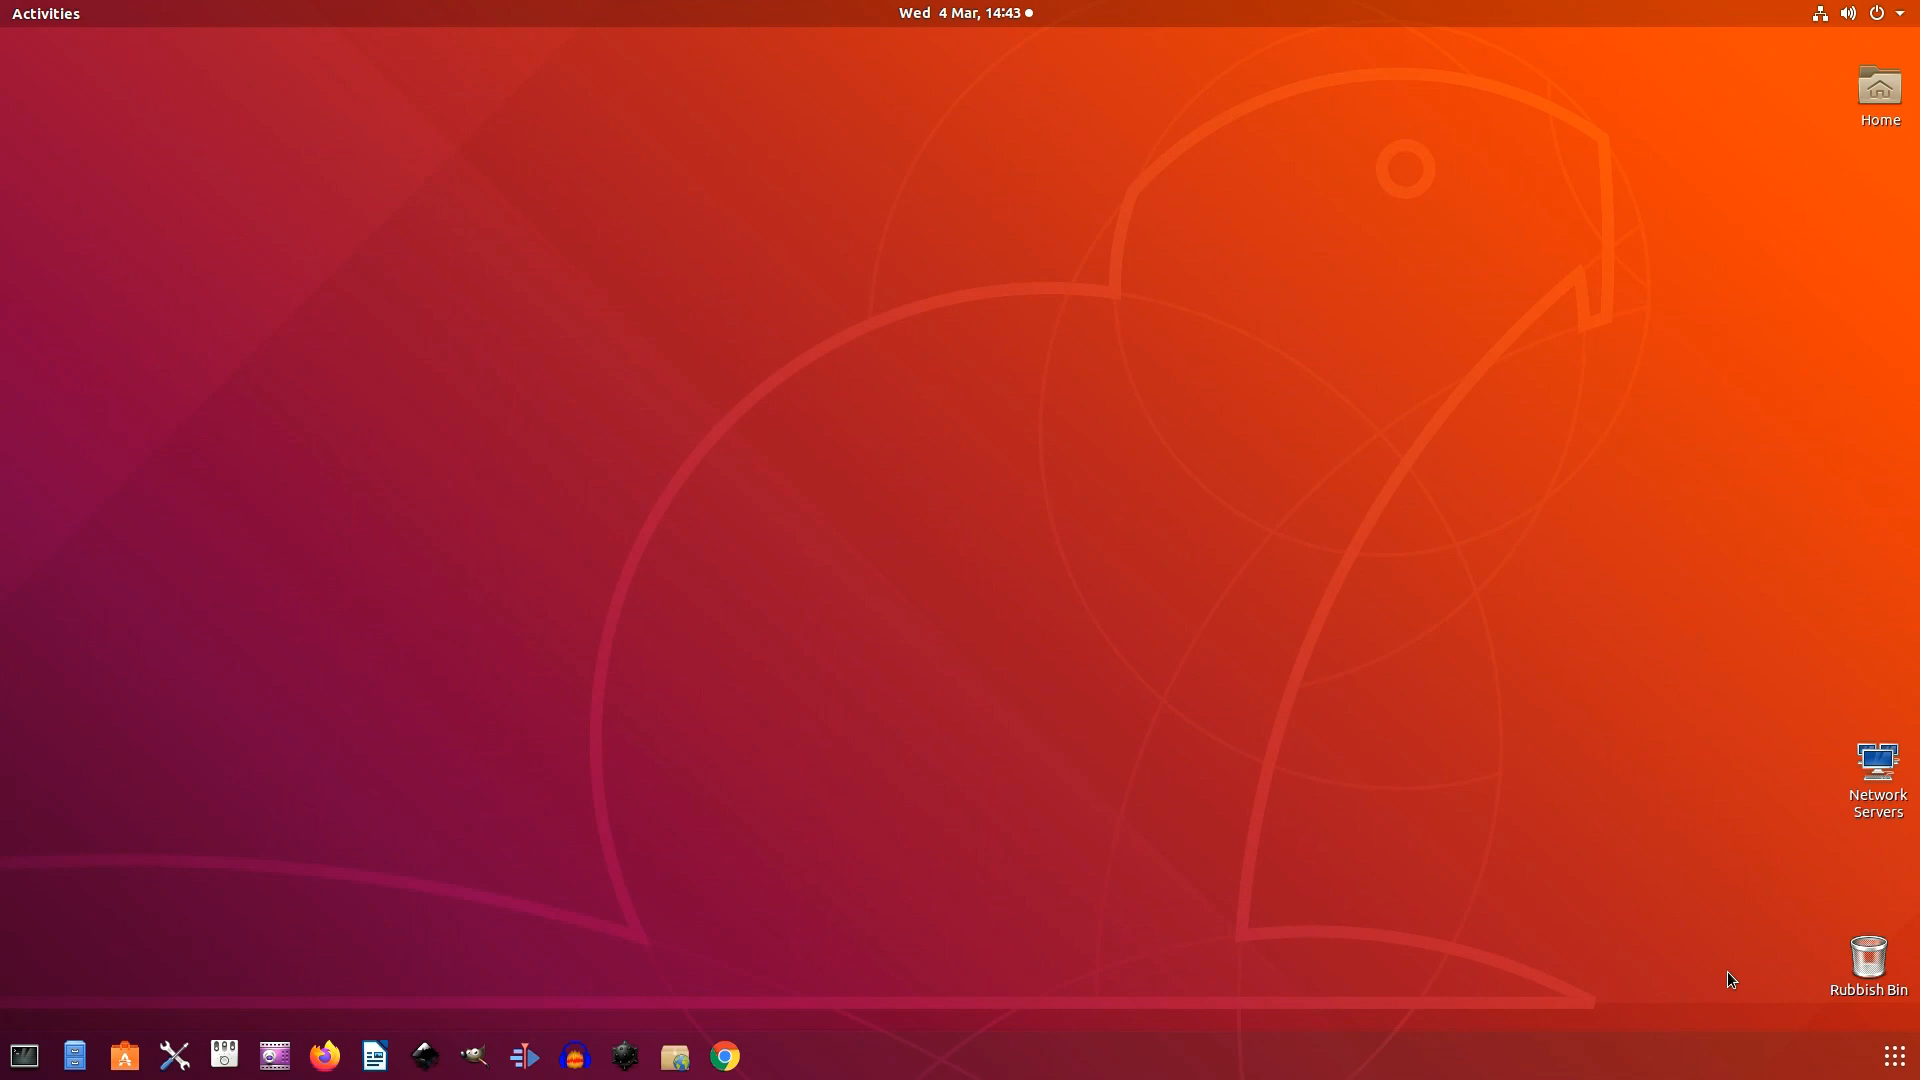 Activities
Wed  4 Mar, 14:43
Home
Network
Servers
Rubbish Bin